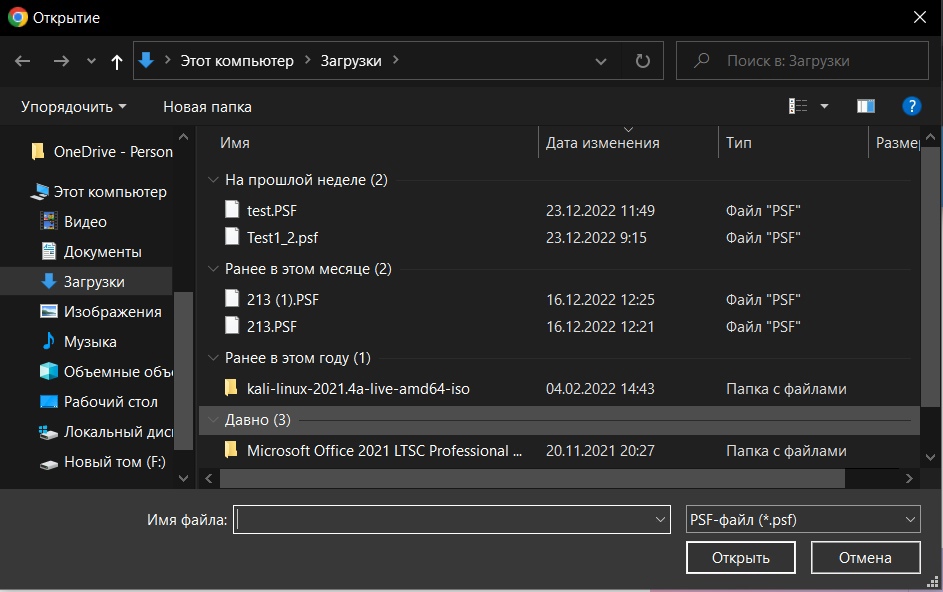 Открытие
Этот компьютер
Загрузки
Поиск в: Загрузки
Упорядочить
Новая папка
?
OneDrive - Person
Этот компьютер
Видео
Документы
Загрузки
Изображения
Музыка
Объемные объ
Рабочий стол
Локальный дис
Новый том (F:)
Имя
Дата изменения
Тип
Разме
На прошлой неделе (2)
test.PSF 23.12.2022 11:49 Файл "PSF"
Test1_2.psf 23.12.2022 9:15 Файл "PSF"
Ранее в этом месяце (2)
213 (1).PSF 16.12.2022 12:25 Файл "PSF"
213.PSF 16.12.2022 12:21 Файл "PSF"
Ранее в этом году (1)
kali-linux-2021.4a-live-amd64-iso 04.02.2022 14:43 Папка с файлами
Давно (3)
Microsoft Office 2021 LTSC Professional ... 20.11.2021 20:27 Папка с файлами
Имя файла:
PSF-файл (*.psf)
Открыть
Отмена